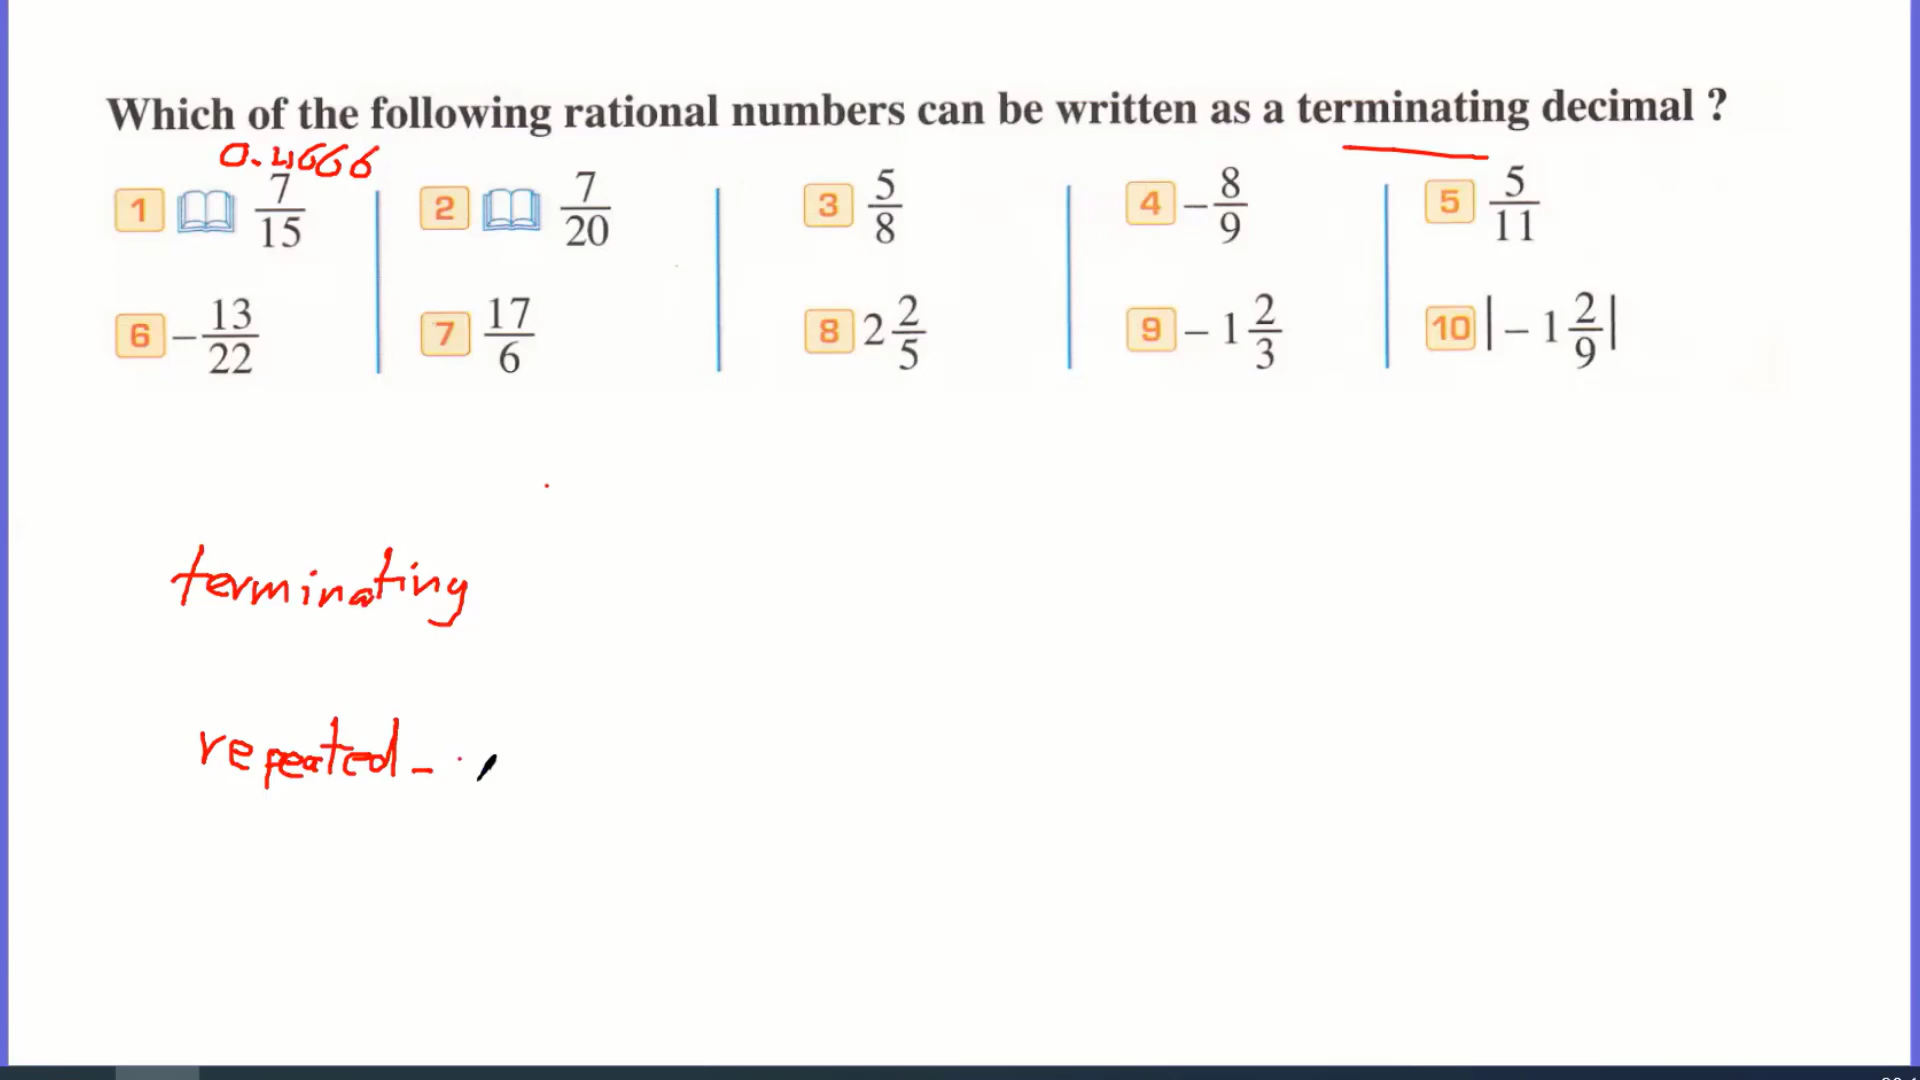 Which of the following rational numbers can be written as a terminating decimal ?
0.4666
1 7/15 2 7/20 3 5/8 4 -8/9 5 5/11
6 -13/22 7 17/6 8 2 2/5 9 -1 2/3 10 |-1 2/9|
terminating
repeated -